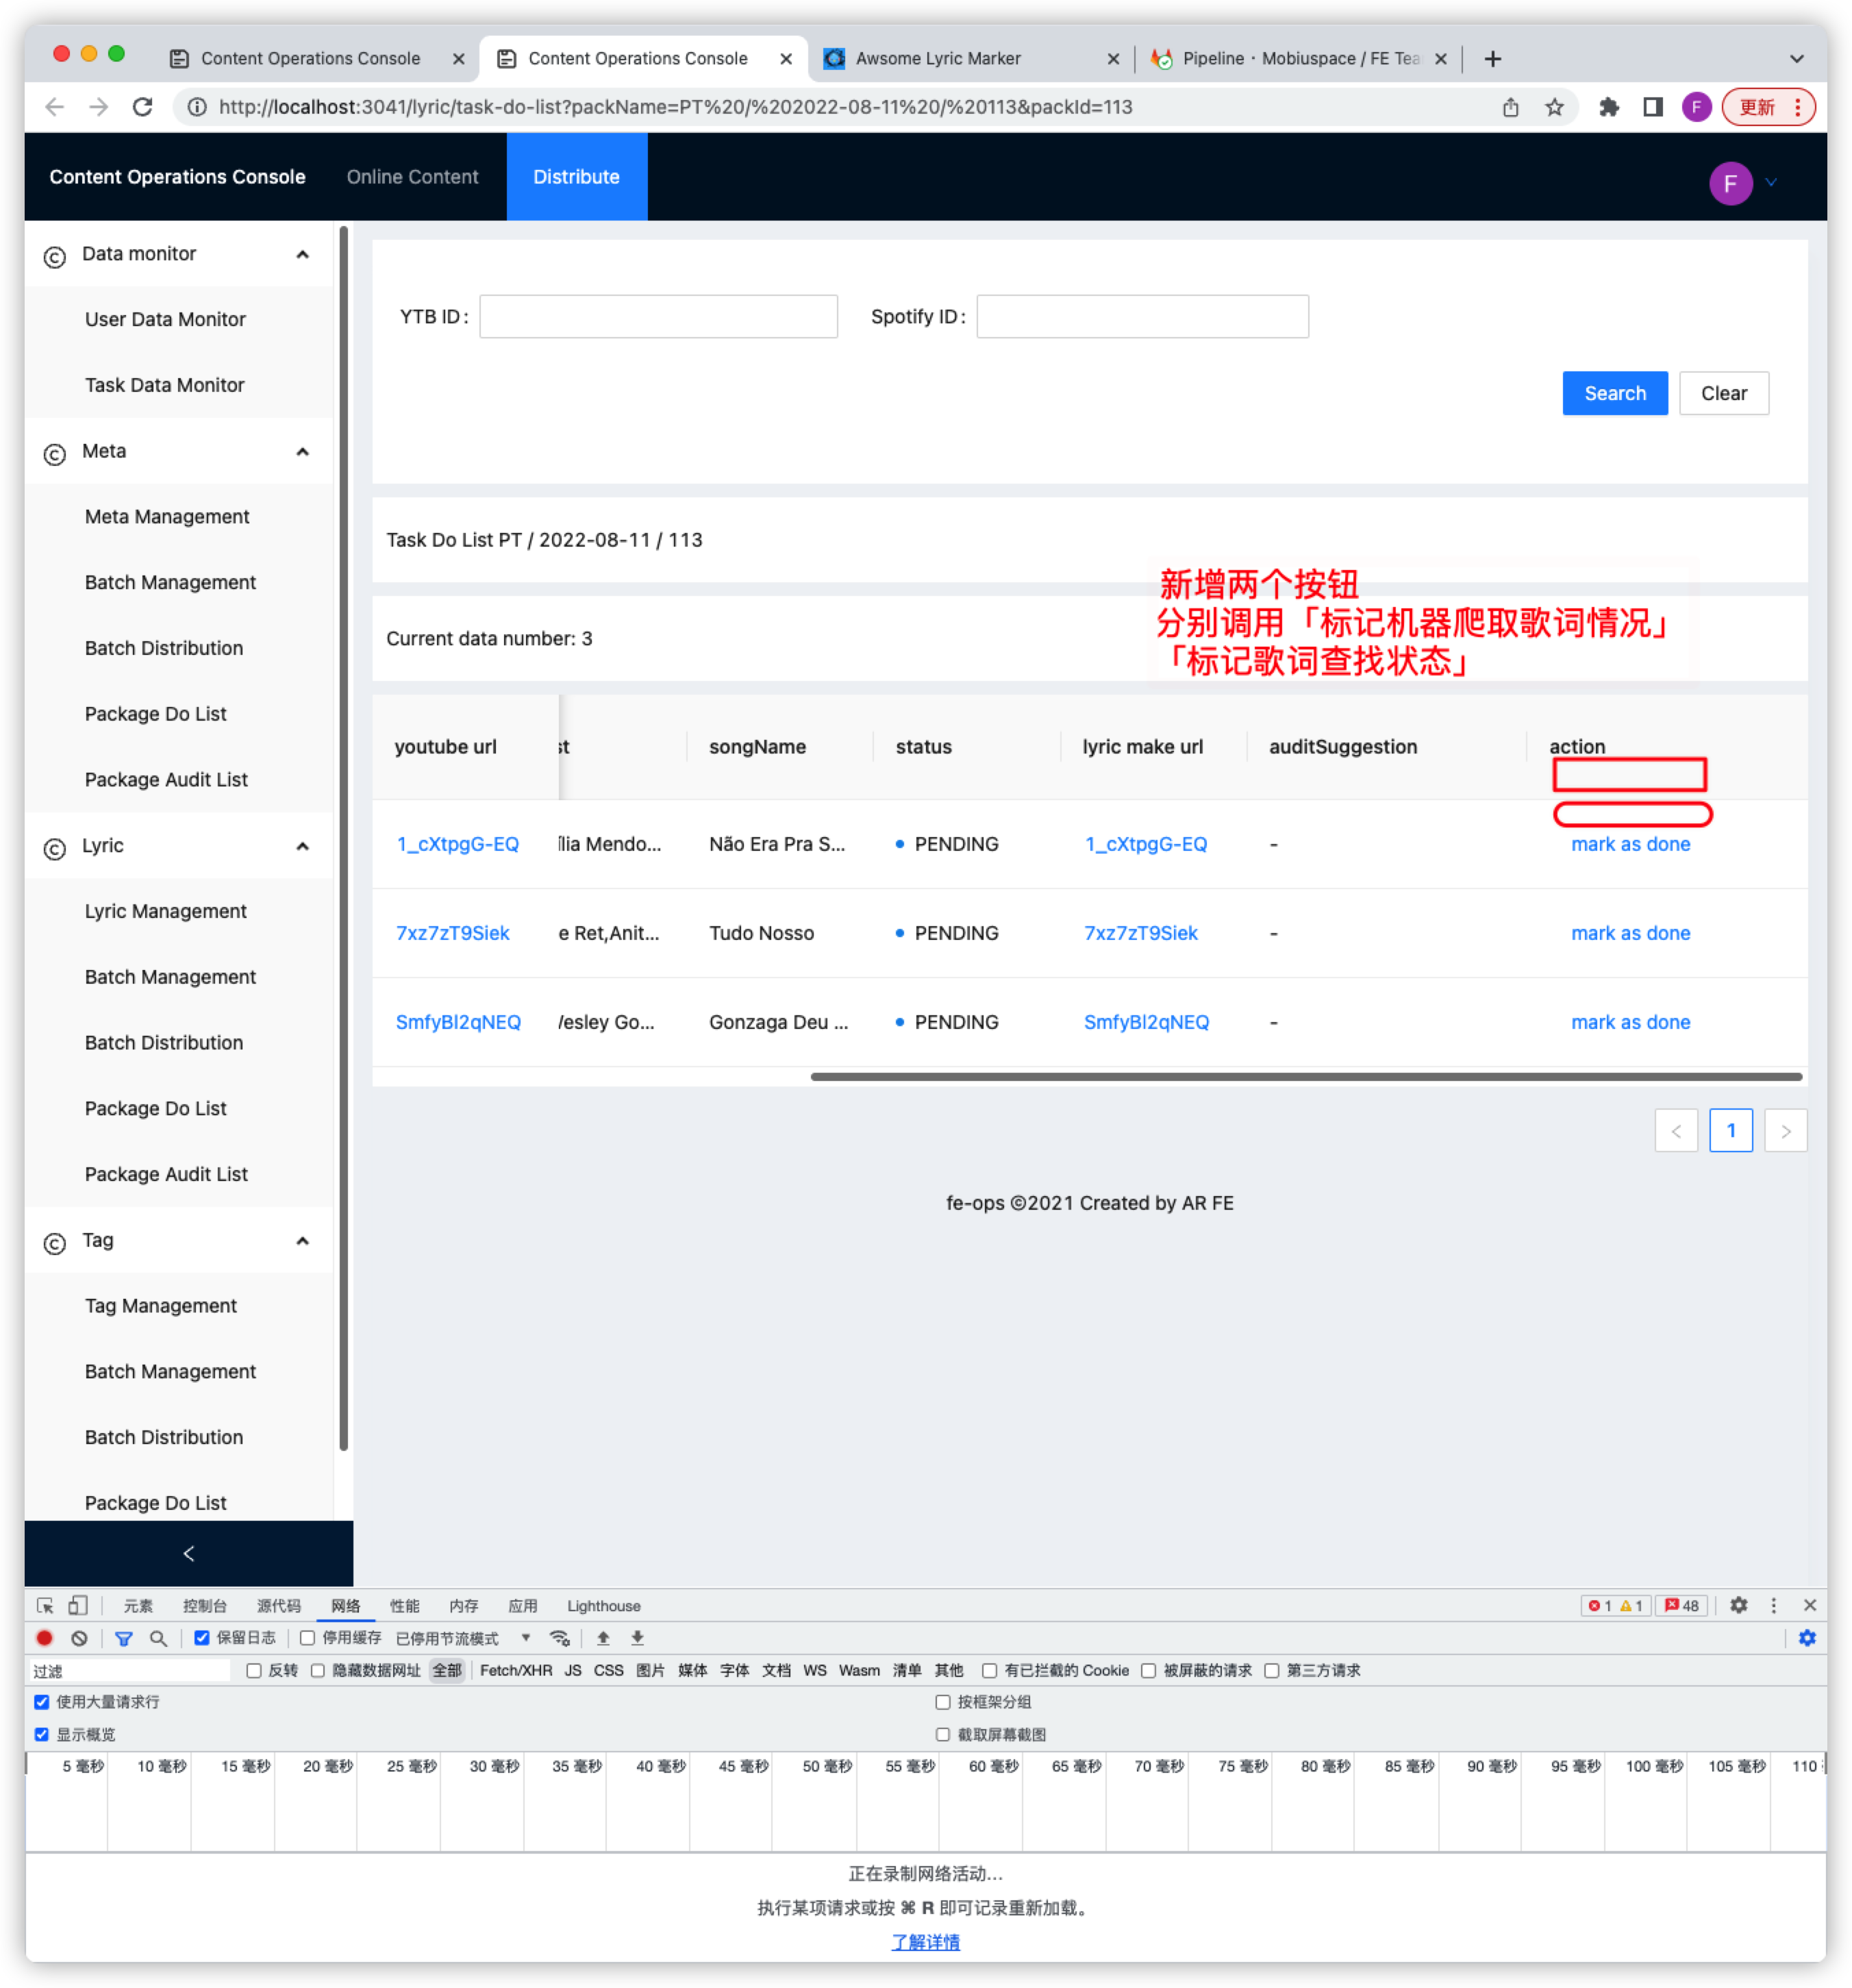 Content Operations Console
Content Operations Console
Awsome Lyric Marker
Pipeline · Mobiuspace / FE Tea
http://localhost:3041/lyric/task-do-list?packName=PT%20/%202022-08-11%20/%20113&packId=113
F
更新
Content Operations Console
Online Content
Distribute
F
Data monitor
User Data Monitor
Task Data Monitor
Meta
Meta Management
Batch Management
Batch Distribution
Package Do List
Package Audit List
Lyric
Lyric Management
Batch Management
Batch Distribution
Package Do List
Package Audit List
Tag
Tag Management
Batch Management
Batch Distribution
Package Do List
<
YTB ID :
Spotify ID :
Search
Clear
Task Do List PT / 2022-08-11 / 113
新增两个按钮
分别调用「标记机器爬取歌词情况」
「标记歌词查找状态」
Current data number: 3
youtube url st songName status lyric make url auditSuggestion action
1_cXtpgG-EQ ília Mendo... Não Era Pra S... PENDING 1_cXtpgG-EQ - mark as done
7xz7zT9Siek e Ret,Anit... Tudo Nosso PENDING 7xz7zT9Siek - mark as done
SmfyBl2qNEQ Vesley Go... Gonzaga Deu ... PENDING SmfyBl2qNEQ - mark as done
< 1 >
fe-ops ©2021 Created by AR FE
元素 控制台 源代码 网络 性能 内存 应用 Lighthouse 1 1 48
保留日志 停用缓存 已停用节流模式
过滤 反转 隐藏数据网址 全部 Fetch/XHR JS CSS 图片 媒体 字体 文档 WS Wasm 清单 其他 有已拦截的 Cookie 被屏蔽的请求 第三方请求
使用大量请求行 按框架分组
显示概览 截取屏幕截图
5 毫秒 10 毫秒 15 毫秒 20 毫秒 25 毫秒 30 毫秒 35 毫秒 40 毫秒 45 毫秒 50 毫秒 55 毫秒 60 毫秒 65 毫秒 70 毫秒 75 毫秒 80 毫秒 85 毫秒 90 毫秒 95 毫秒 100 毫秒 105 毫秒 110
正在录制网络活动...
执行某项请求或按 ⌘ R 即可记录重新加载。
了解详情